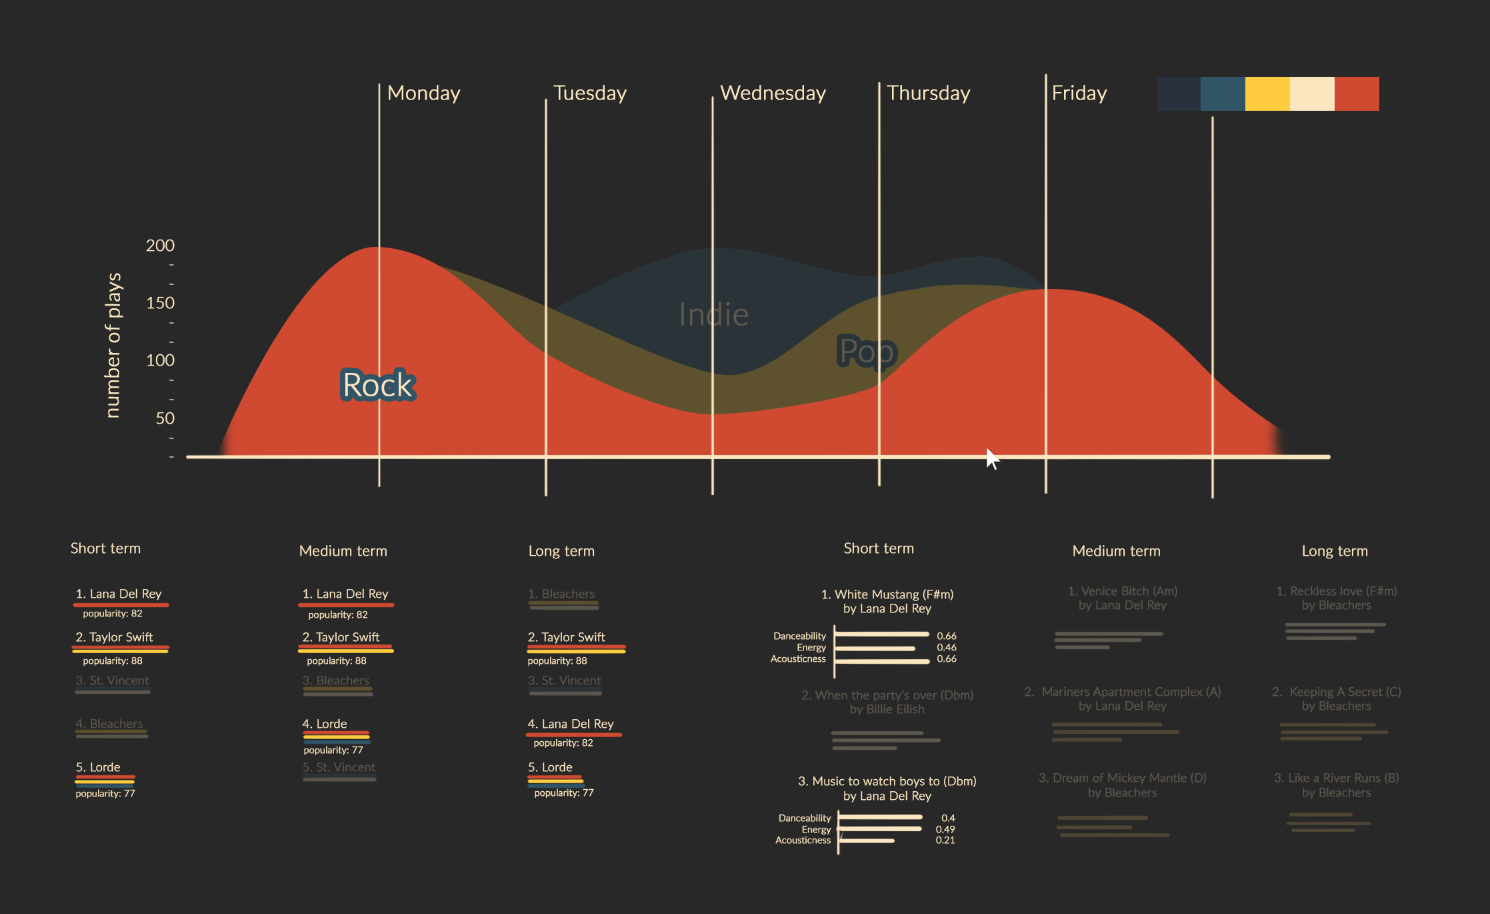 Monday
Tuesday
Wednesday
Thursday
Friday
number of plays
200
-
-
150
-
-
100
-
-
50
-
-
Indie
Pop
Rock
Short term
1. Lana Del Rey
popularity: 82
2. Taylor Swift
popularity: 88
3. St. Vincent
4. Bleachers
5. Lorde
popularity: 77
Medium term
1. Lana Del Rey
popularity: 82
2. Taylor Swift
popularity: 88
3. Bleachers
4. Lorde
popularity: 77
5. St. Vincent
Long term
1. Bleachers
2. Taylor Swift
popularity: 88
3. St. Vincent
4. Lana Del Rey
popularity: 82
5. Lorde
popularity: 77
Short term
1. White Mustang (F#m)
by Lana Del Rey
Danceability 0.66
Energy 0.46
Acousticness 0.66
2. When the party's over (Dbm)
by Billie Eilish
3. Music to watch boys to (Dbm)
by Lana Del Rey
Danceability 0.4
Energy 0.49
Acousticness 0.21
Medium term
1. Venice Bitch (Am)
by Lana Del Rey
2. Mariners Apartment Complex (A)
by Lana Del Rey
3. Dream of Mickey Mantle (D)
by Bleachers
Long term
1. Reckless love (F#m)
by Bleachers
2. Keeping A Secret (C)
by Bleachers
3. Like a River Runs (B)
by Bleachers